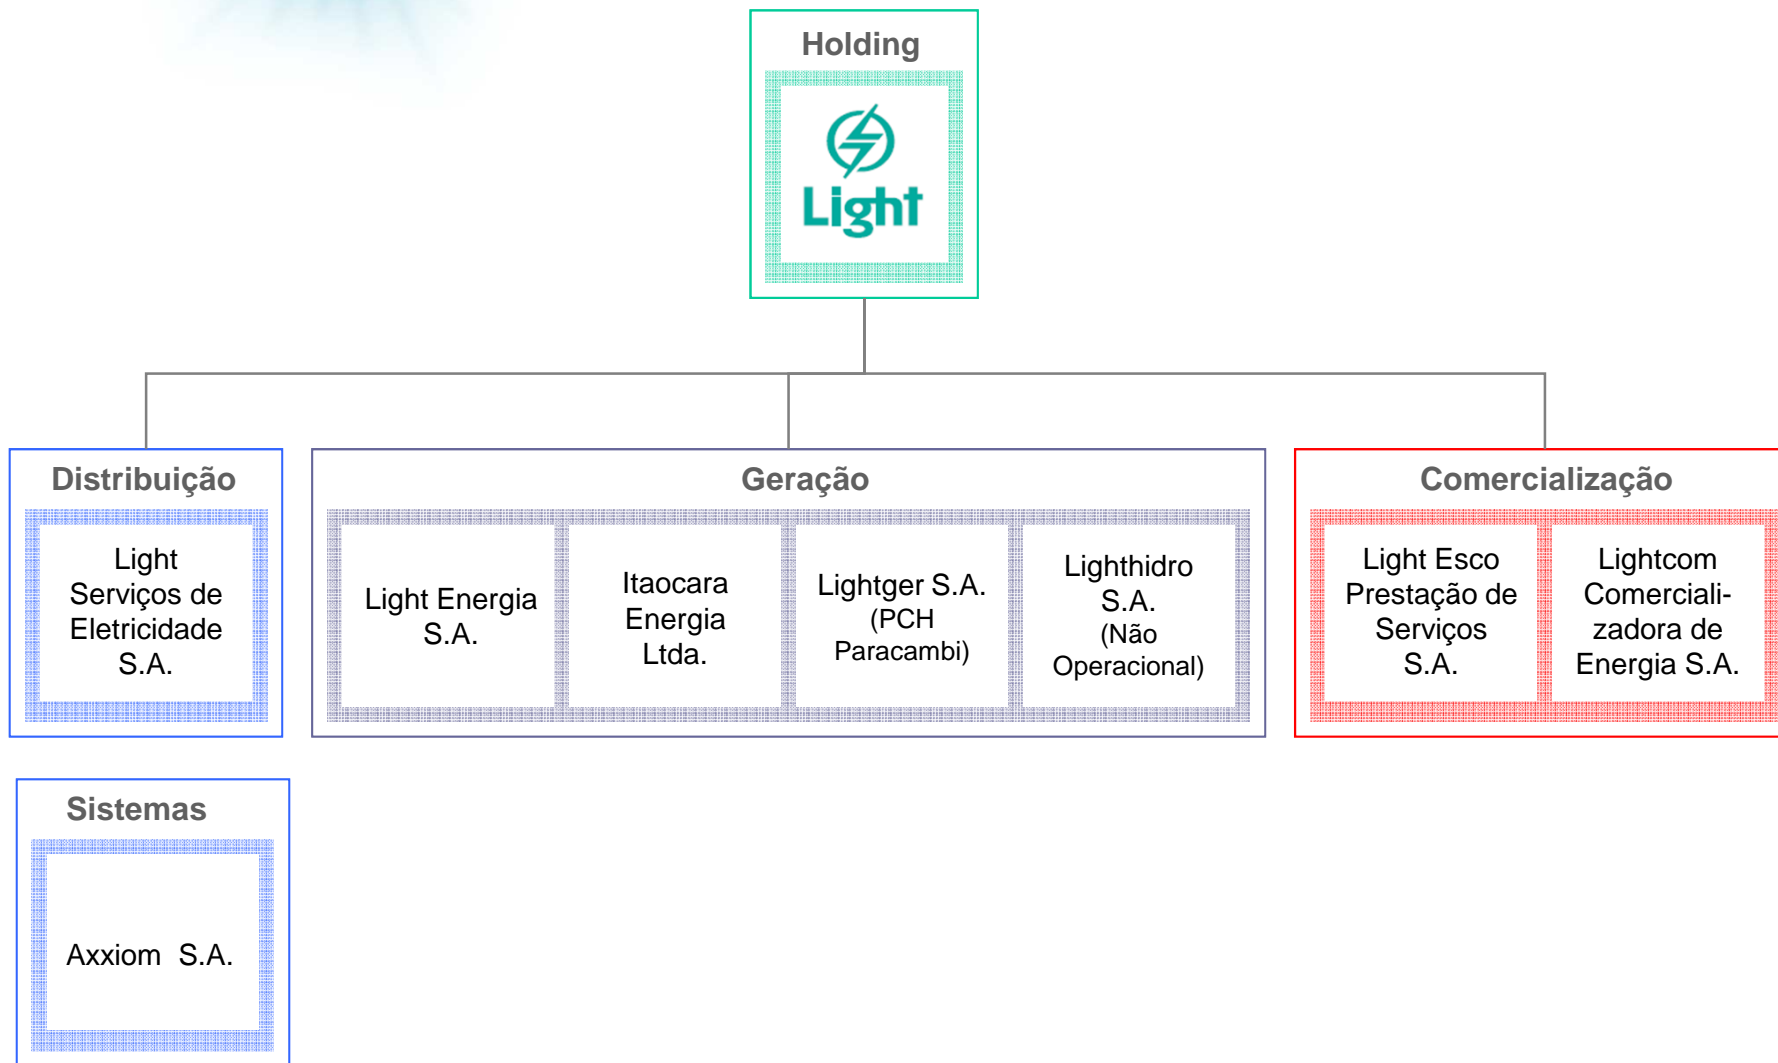 Holding
Light
Distribuição
Light
Serviços de
Eletricidade
S.A.
Geração
Light Energia
S.A.
Itaocara
Energia
Ltda.
Lightger S.A.
(PCH
Paracambi)
Lighthidro
S.A.
(Não
Operacional)
Comercialização
Light Esco
Prestação de
Serviços
S.A.
Lightcom
Comerciali-
zadora de
Energia S.A.
Sistemas
Axxiom S.A.